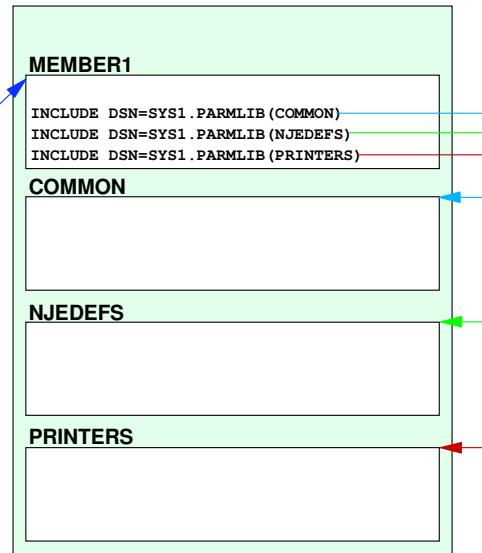 MEMBER1
INCLUDE DSN=SYS1.PARMLIB(COMMON)
INCLUDE DSN=SYS1.PARMLIB(NJEDEFS)
INCLUDE DSN=SYS1.PARMLIB(PRINTERS)
COMMON
NJEDEFS
PRINTERS